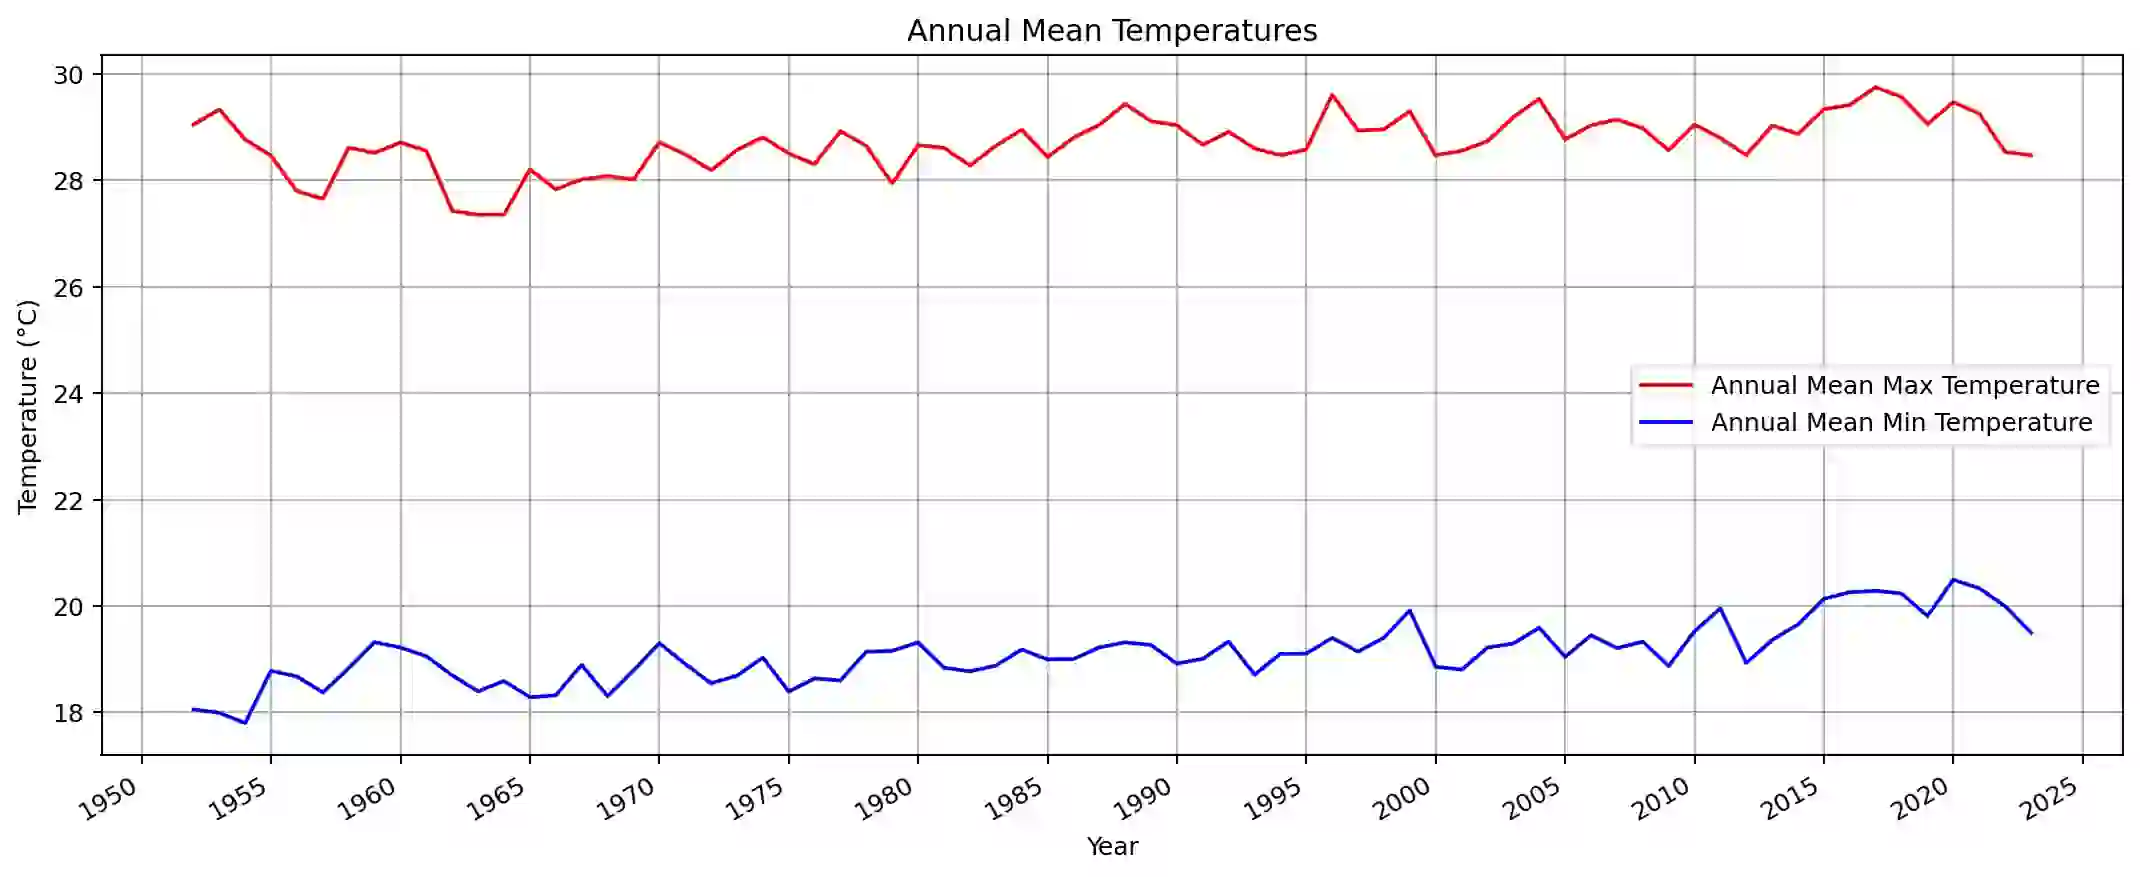 Annual Mean Temperatures
30
28
26
24
22
20
18
Temperature (°C)
Annual Mean Max Temperature
Annual Mean Min Temperature
1950 1955 1960 1965 1970 1975 1980 1985 1990 1995 2000 2005 2010 2015 2020 2025
Year